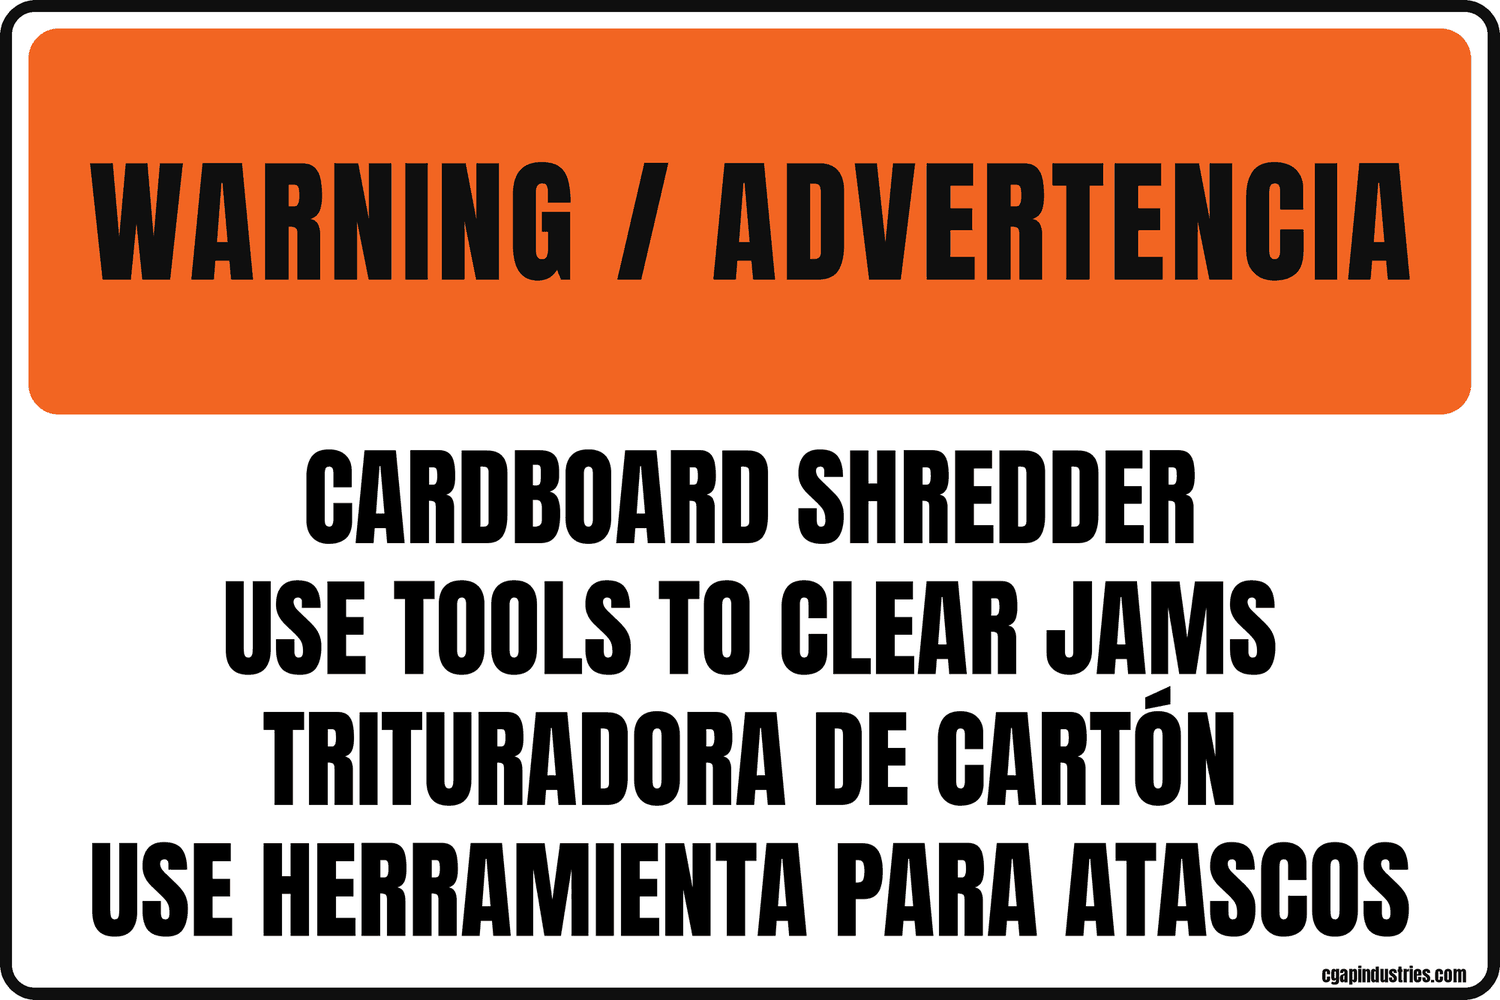 WARNING / ADVERTENCIA
CARDBOARD SHREDDER
USE TOOLS TO CLEAR JAMS
TRITURADORA DE CARTÓN
USE HERRAMIENTA PARA ATASCOS
cgapindustries.com